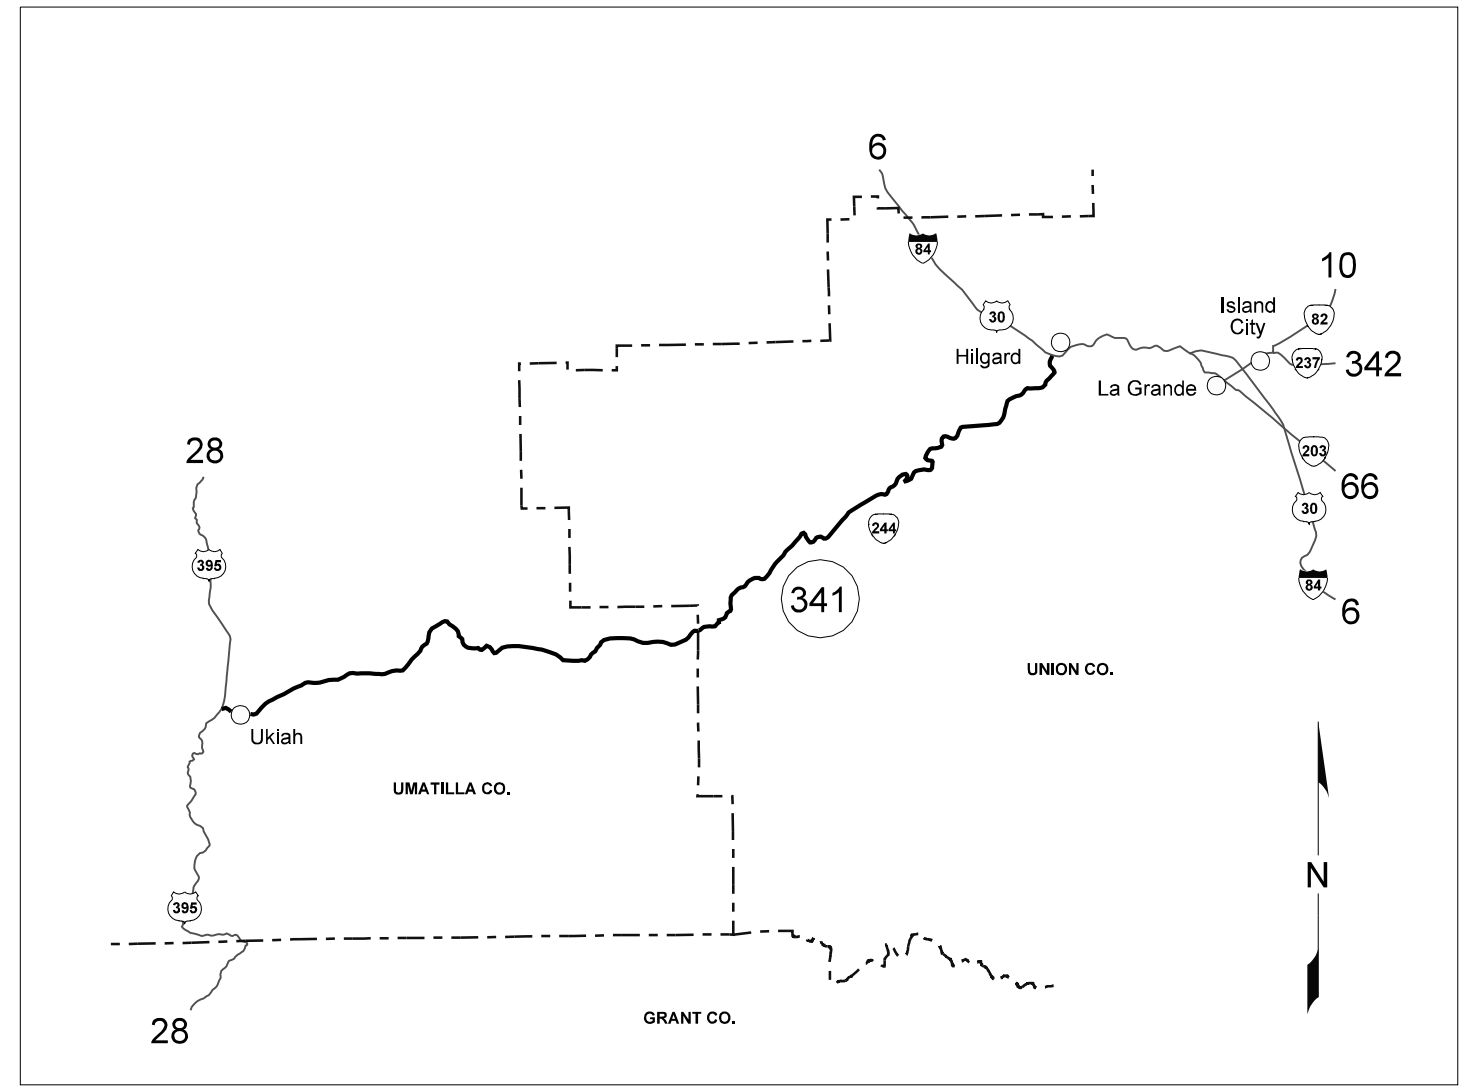 6
84
10
Island
City
82
30
Hilgard
237
342
La Grande
28
203
66
30
244
395
84
341
6
UNION CO.
Ukiah
UMATILLA CO.
N
395
GRANT CO.
28